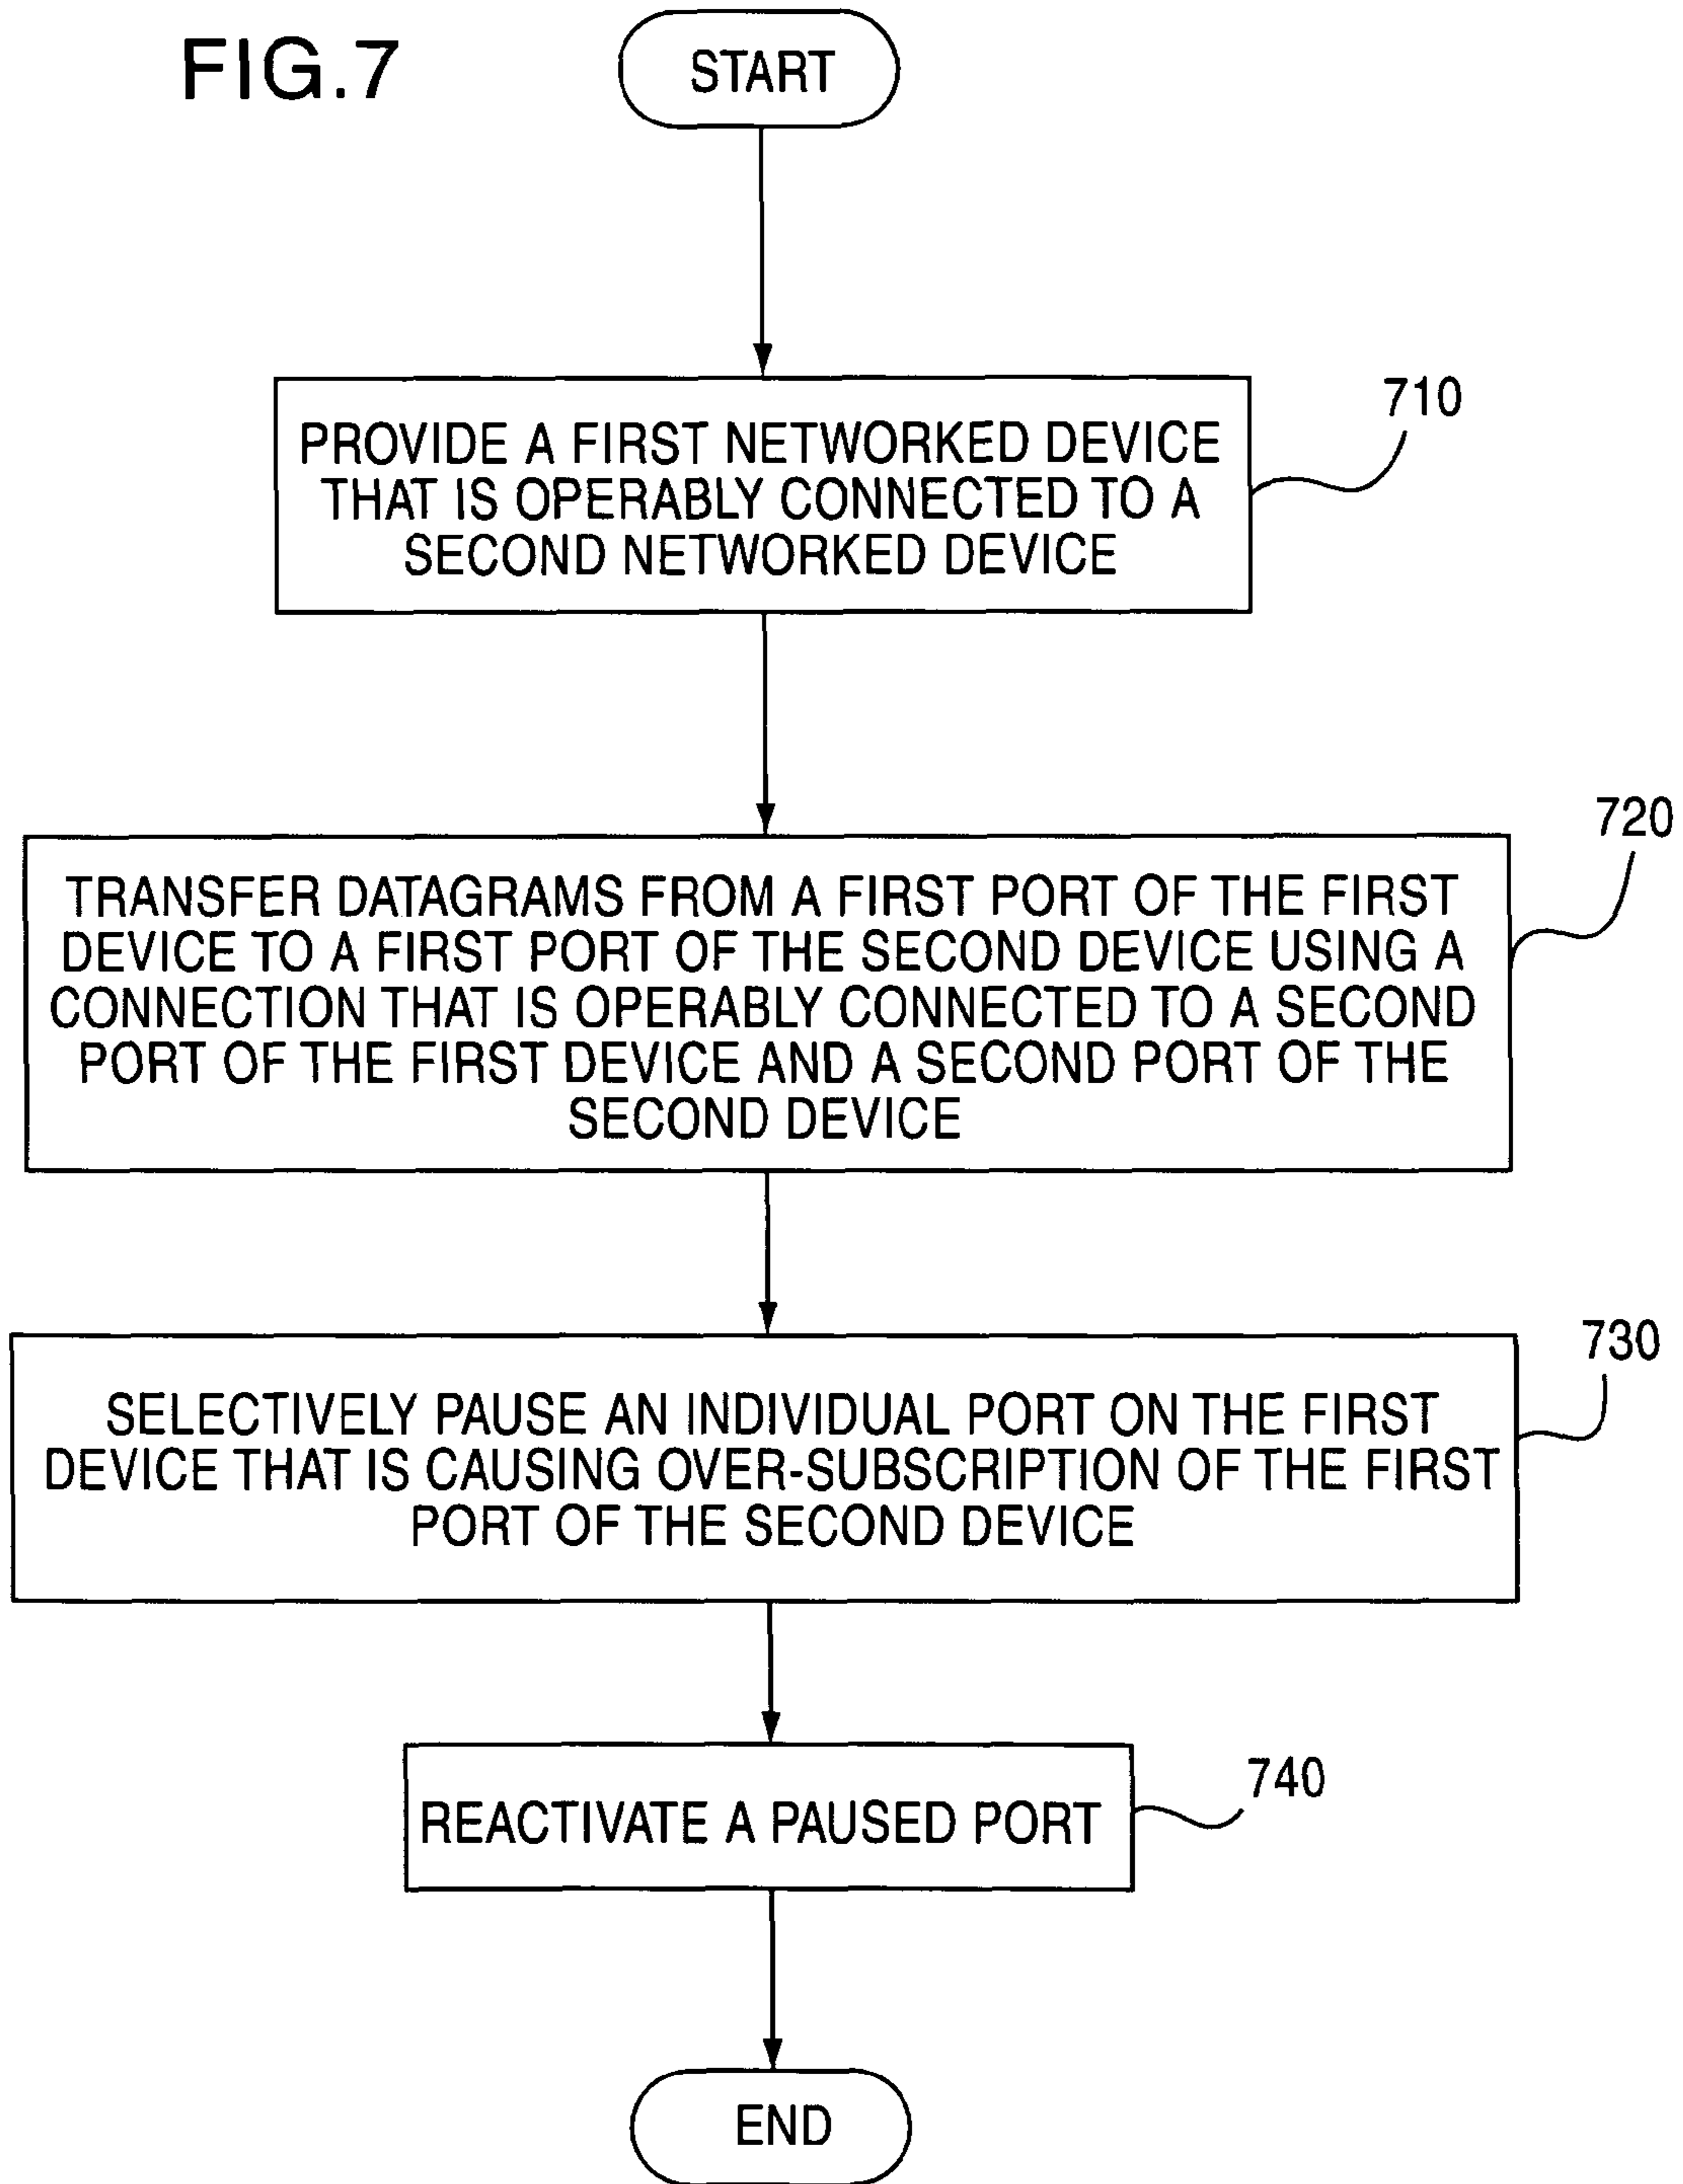 FIG.7
START
710
PROVIDE A FIRST NETWORKED DEVICE
THAT IS OPERABLY CONNECTED TO A
SECOND NETWORKED DEVICE
720
TRANSFER DATAGRAMS FROM A FIRST PORT OF THE FIRST
DEVICE TO A FIRST PORT OF THE SECOND DEVICE USING A
CONNECTION THAT IS OPERABLY CONNECTED TO A SECOND
PORT OF THE FIRST DEVICE AND A SECOND PORT OF THE
SECOND DEVICE
730
SELECTIVELY PAUSE AN INDIVIDUAL PORT ON THE FIRST
DEVICE THAT IS CAUSING OVER-SUBSCRIPTION OF THE FIRST
PORT OF THE SECOND DEVICE
740
REACTIVATE A PAUSED PORT
END